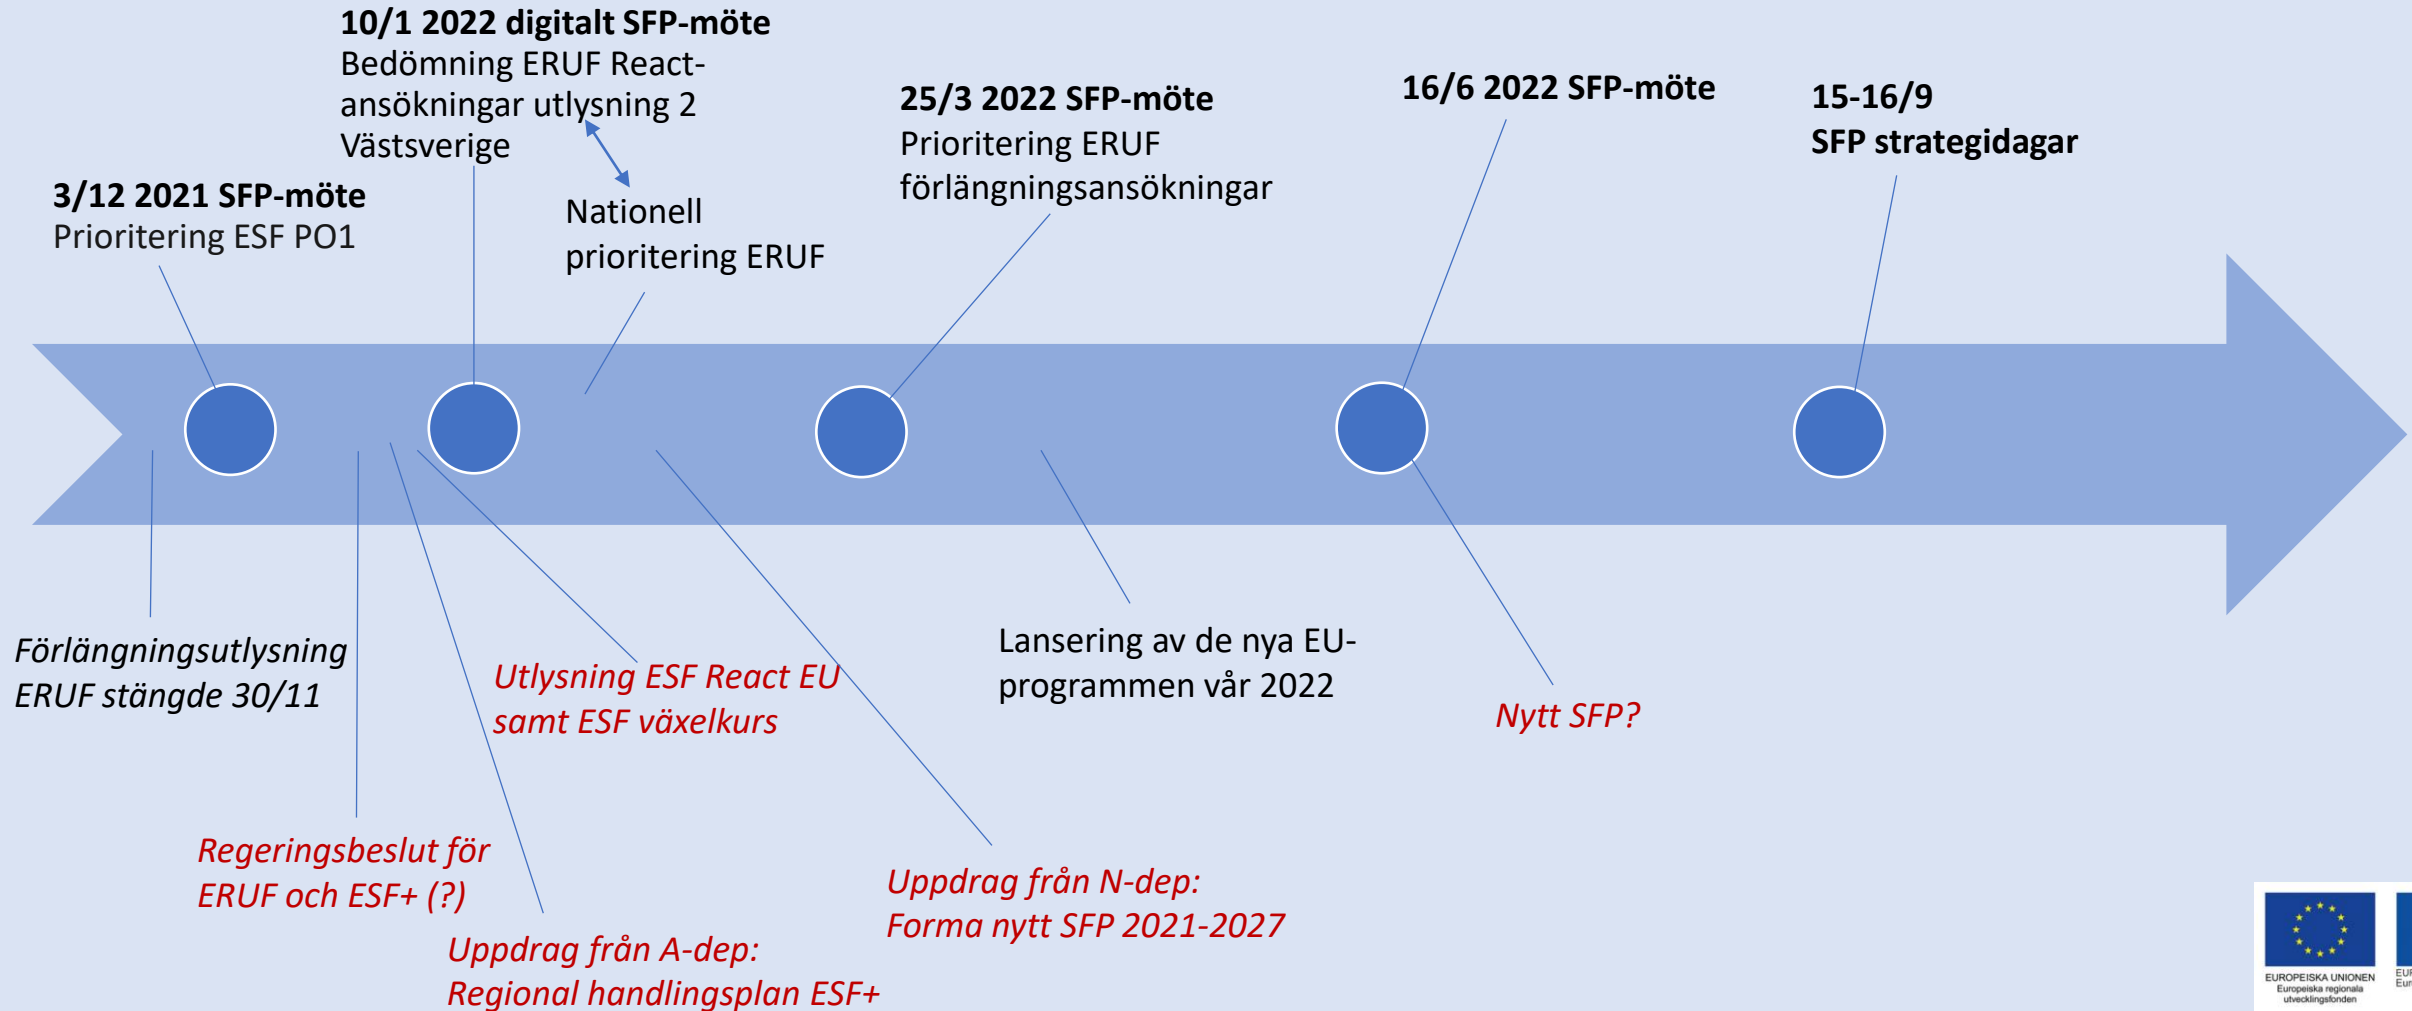 10/1 2022 digitalt SFP-möte
Bedömning ERUF React-
ansökningar utlysning 2
Västsverige
25/3 2022 SFP-möte
Prioritering ERUF
förlängningsansökningar
16/6 2022 SFP-möte
15-16/9
SFP strategidagar
3/12 2021 SFP-möte
Prioritering ESF PO1
Nationell
prioritering ERUF
Förlängningsutlysning
ERUF stängde 30/11
Utlysning ESF React EU
samt ESF växelkurs
Lansering av de nya EU-
programmen vår 2022
Nytt SFP?
Regeringsbeslut för
ERUF och ESF+ (?)
Uppdrag från A-dep:
Regional handlingsplan ESF+
Uppdrag från N-dep:
Forma nytt SFP 2021-2027
EUROPEISKA UNIONEN
Europeiska regionala
utvecklingsfonden